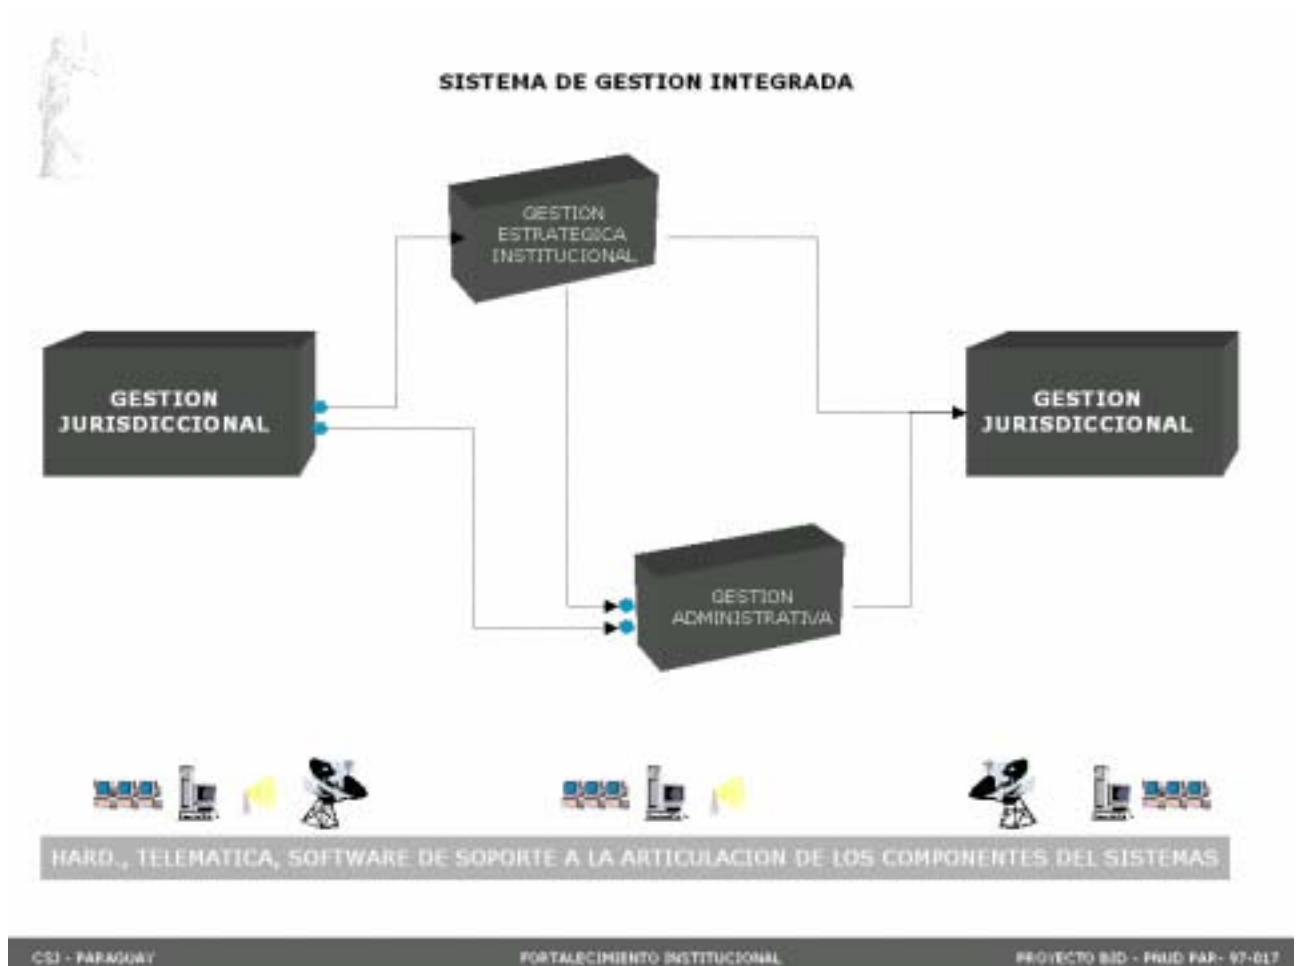 SISTEMA DE GESTION INTEGRADA
GESTION
ESTRATEGICA
INSTITUCIONAL
GESTION
JURISDICCIONAL
GESTION
JURISDICCIONAL
GESTION
ADMINISTRATIVA
HARD., TELEMATICA, SOFTWARE DE SOPORTE A LA ARTICULACION DE LOS COMPONENTES DEL SISTEMAS
CSJ - PARAGUAY
FORTALECIMIENTO INSTITUCIONAL
PROYECTO BID - PNUD PAR- 97-017